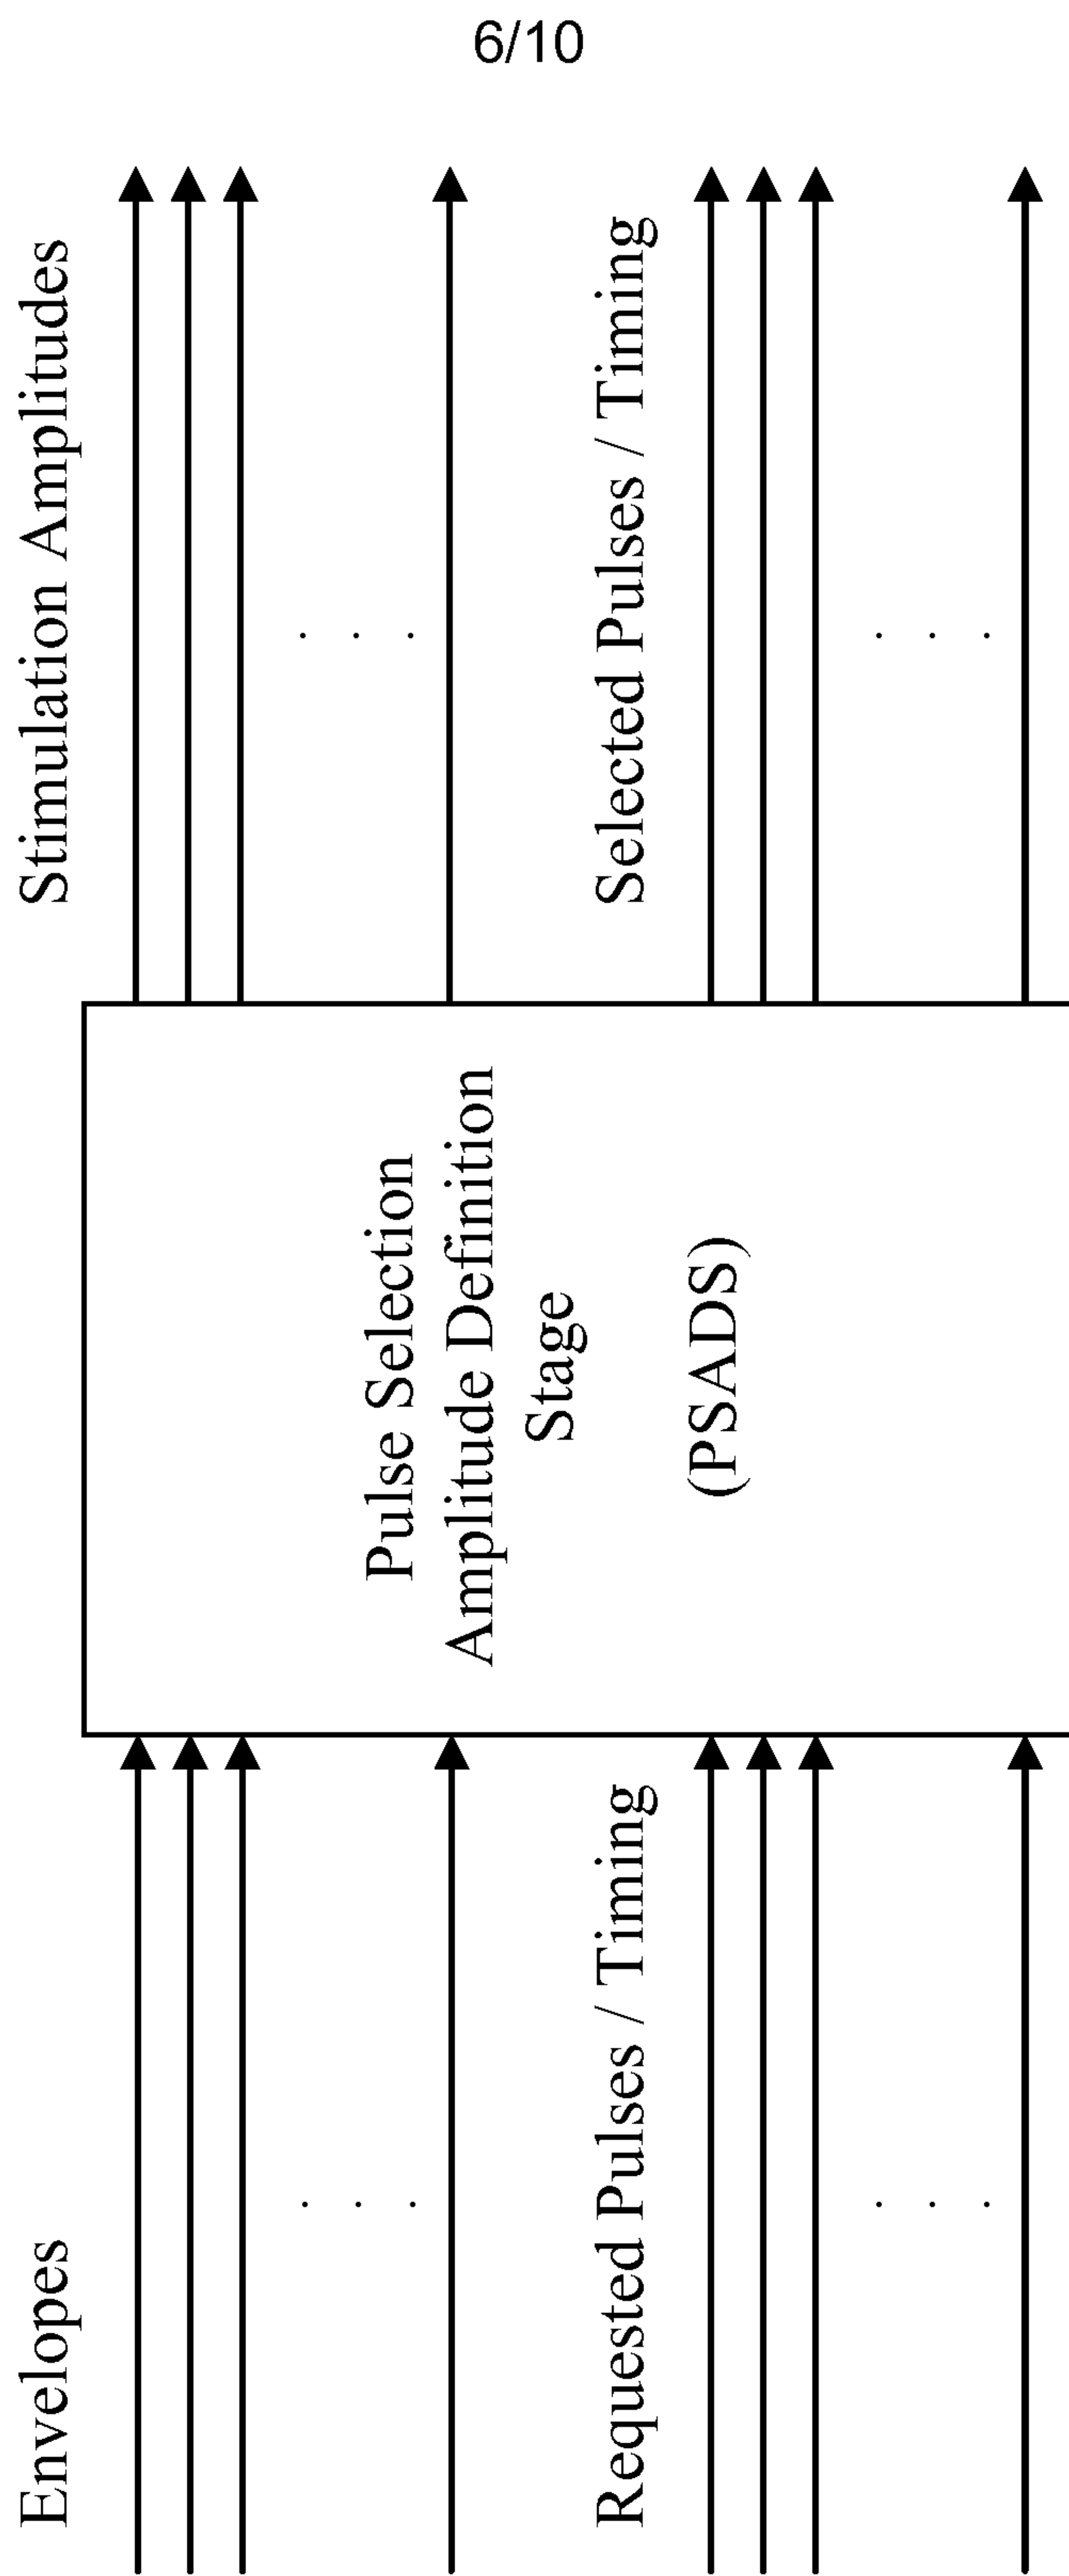 6/10
Envelopes
Stimulation Amplitudes
Pulse Selection
Amplitude Definition
Stage
(PSADS)
Requested Pulses / Timing
Selected Pulses / Timing